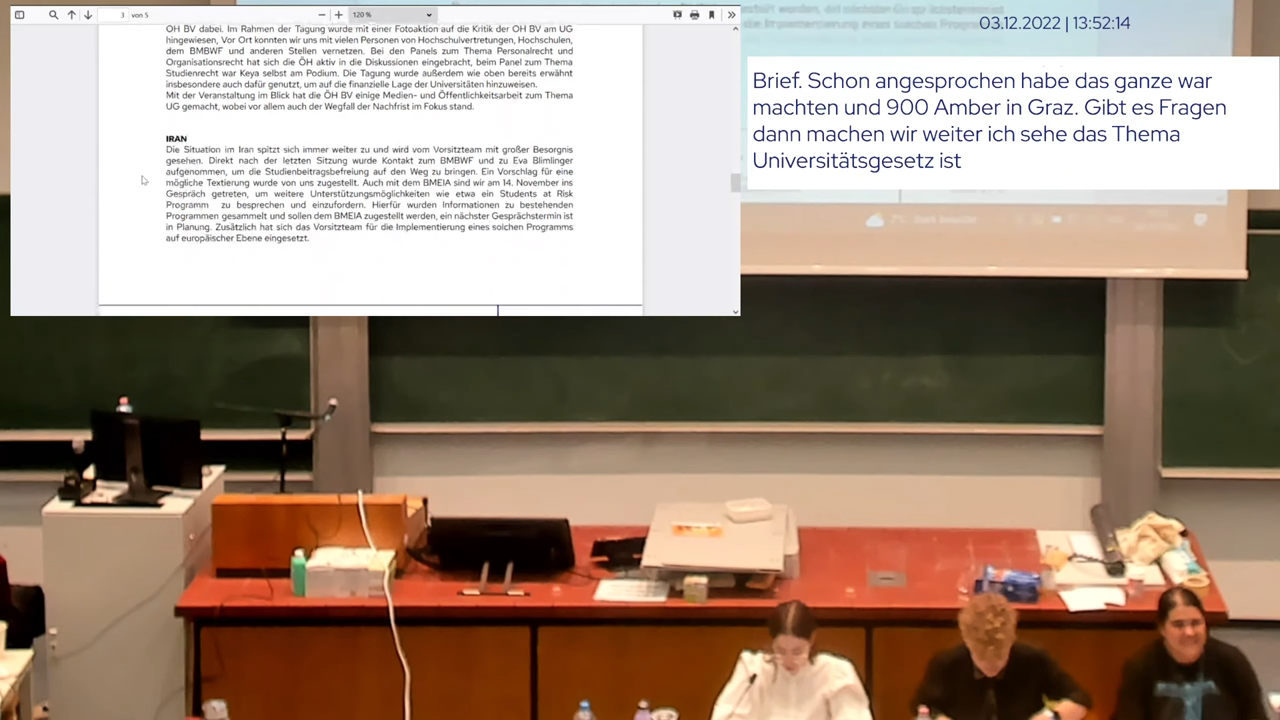 3 von 5
120 %
ÖH BV dabei. Im Rahmen der Tagung wurde mit einer Fotoaktion auf die Kritik der ÖH BV am UG
hingewiesen, Vor Ort konnten wir uns mit vielen Personen von Hochschulvertretungen, Hochschulen,
dem BMBWF und anderen Stellen vernetzen. Bei den Panels zum Thema Personalrecht und
Organisationsrecht hat sich die ÖH aktiv in die Diskussionen eingebracht, beim Panel zum Thema
Studienrecht war Keya selbst am Podium. Die Tagung wurde außerdem wie oben bereits erwähnt
insbesondere auch dafür genutzt, um auf die finanzielle Lage der Universitäten hinzuweisen.
Mit der Veranstaltung im Blick hat die ÖH BV einige Medien- und Öffentlichkeitsarbeit zum Thema
UG gemacht, wobei vor allem auch der Wegfall der Nachfrist im Fokus stand.
IRAN
Die Situation im Iran spitzt sich immer weiter zu und wird vom Vorsitzteam mit großer Besorgnis
gesehen. Direkt nach der letzten Sitzung wurde Kontakt zum BMBWF und zu Eva Blimlinger
aufgenommen, um die Studienbeitragsbefreiung auf den Weg zu bringen. Ein Vorschlag für eine
mögliche Textierung wurde von uns zugestellt. Auch mit dem BMEIA sind wir am 14. November ins
Gespräch getreten, um weitere Unterstützungsmöglichkeiten wie etwa ein Students at Risk
Programm zu besprechen und einzufordern. Hierfür wurden Informationen zu bestehenden
Programmen gesammelt und sollen dem BMEIA zugestellt werden, ein nächster Gesprächstermin ist
in Planung. Zusätzlich hat sich das Vorsitzteam für die Implementierung eines solchen Programms
auf europäischer Ebene eingesetzt.
03.12.2022 | 13:52:14
Brief. Schon angesprochen habe das ganze war
machten und 900 Amber in Graz. Gibt es Fragen
dann machen wir weiter ich sehe das Thema
Universitätsgesetz ist